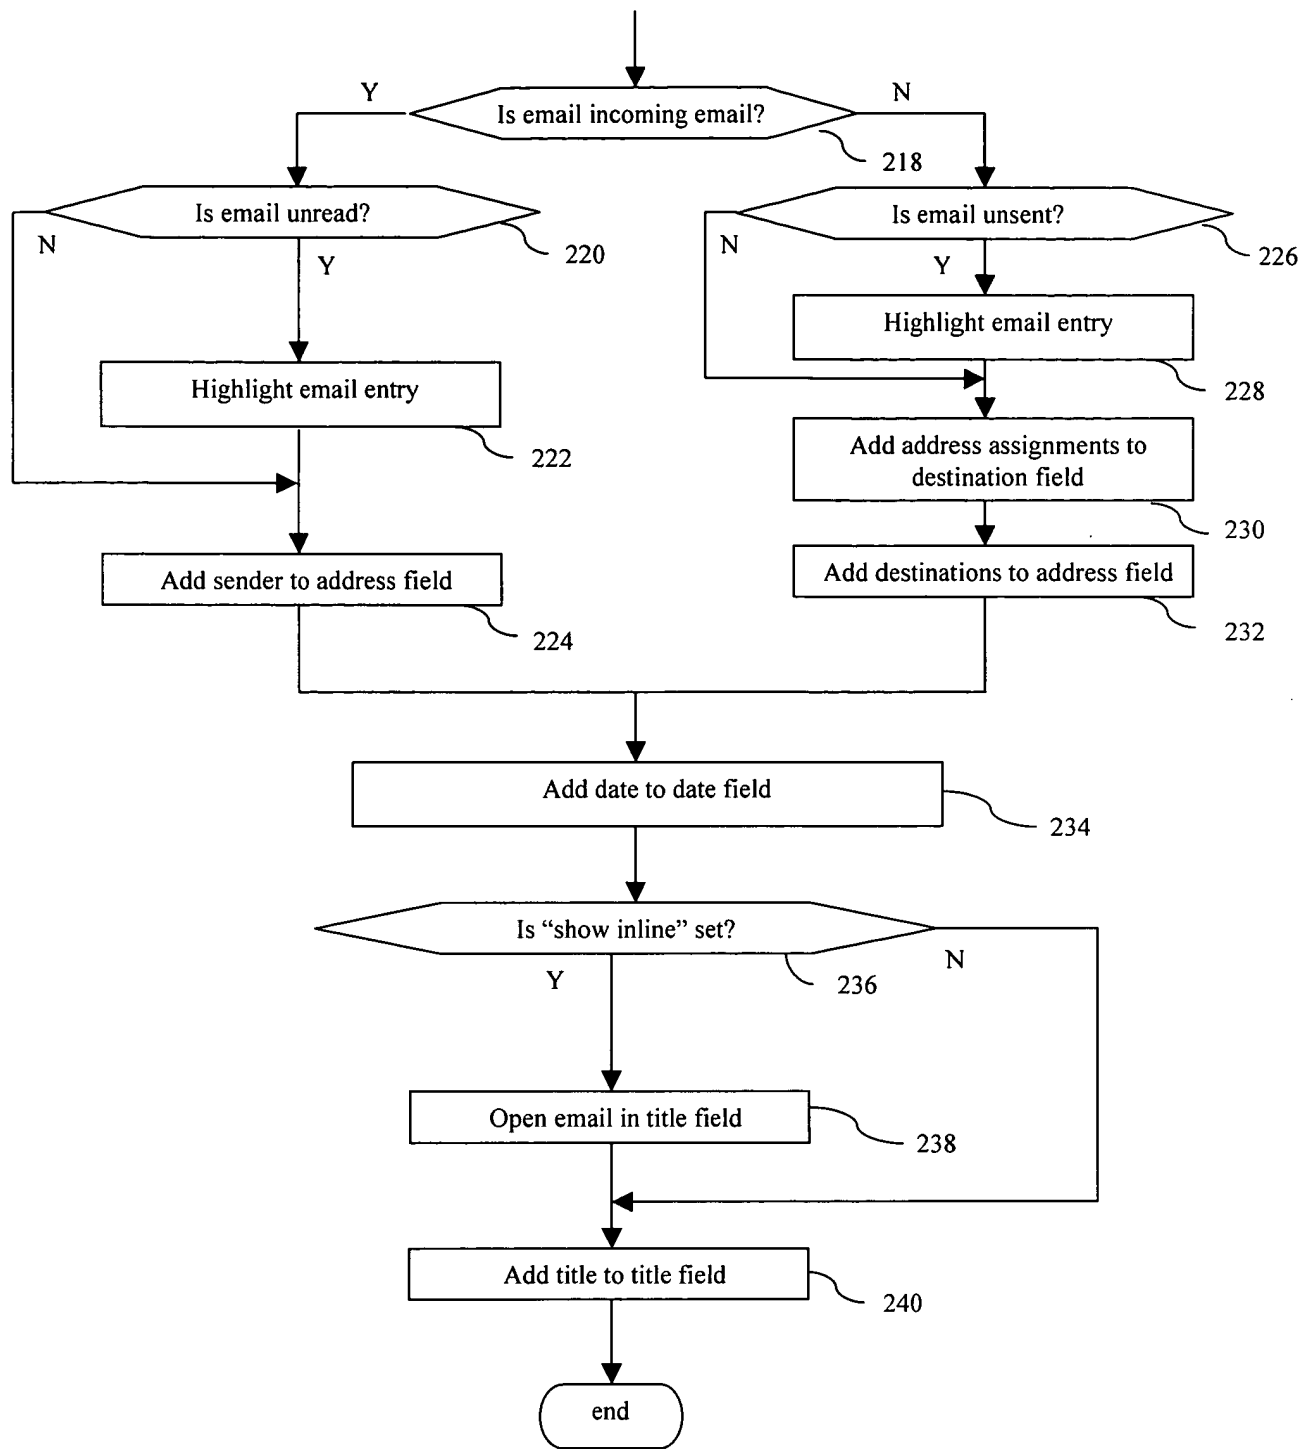 Y
Is email incoming email?
N
218
Is email unread?
N
Y
220
Is email unsent?
N
Y
226
Highlight email entry
228
Highlight email entry
222
Add address assignments to
destination field
230
Add sender to address field
224
Add destinations to address field
232
Add date to date field
234
Is “show inline” set?
Y
236
N
Open email in title field
238
Add title to title field
240
end